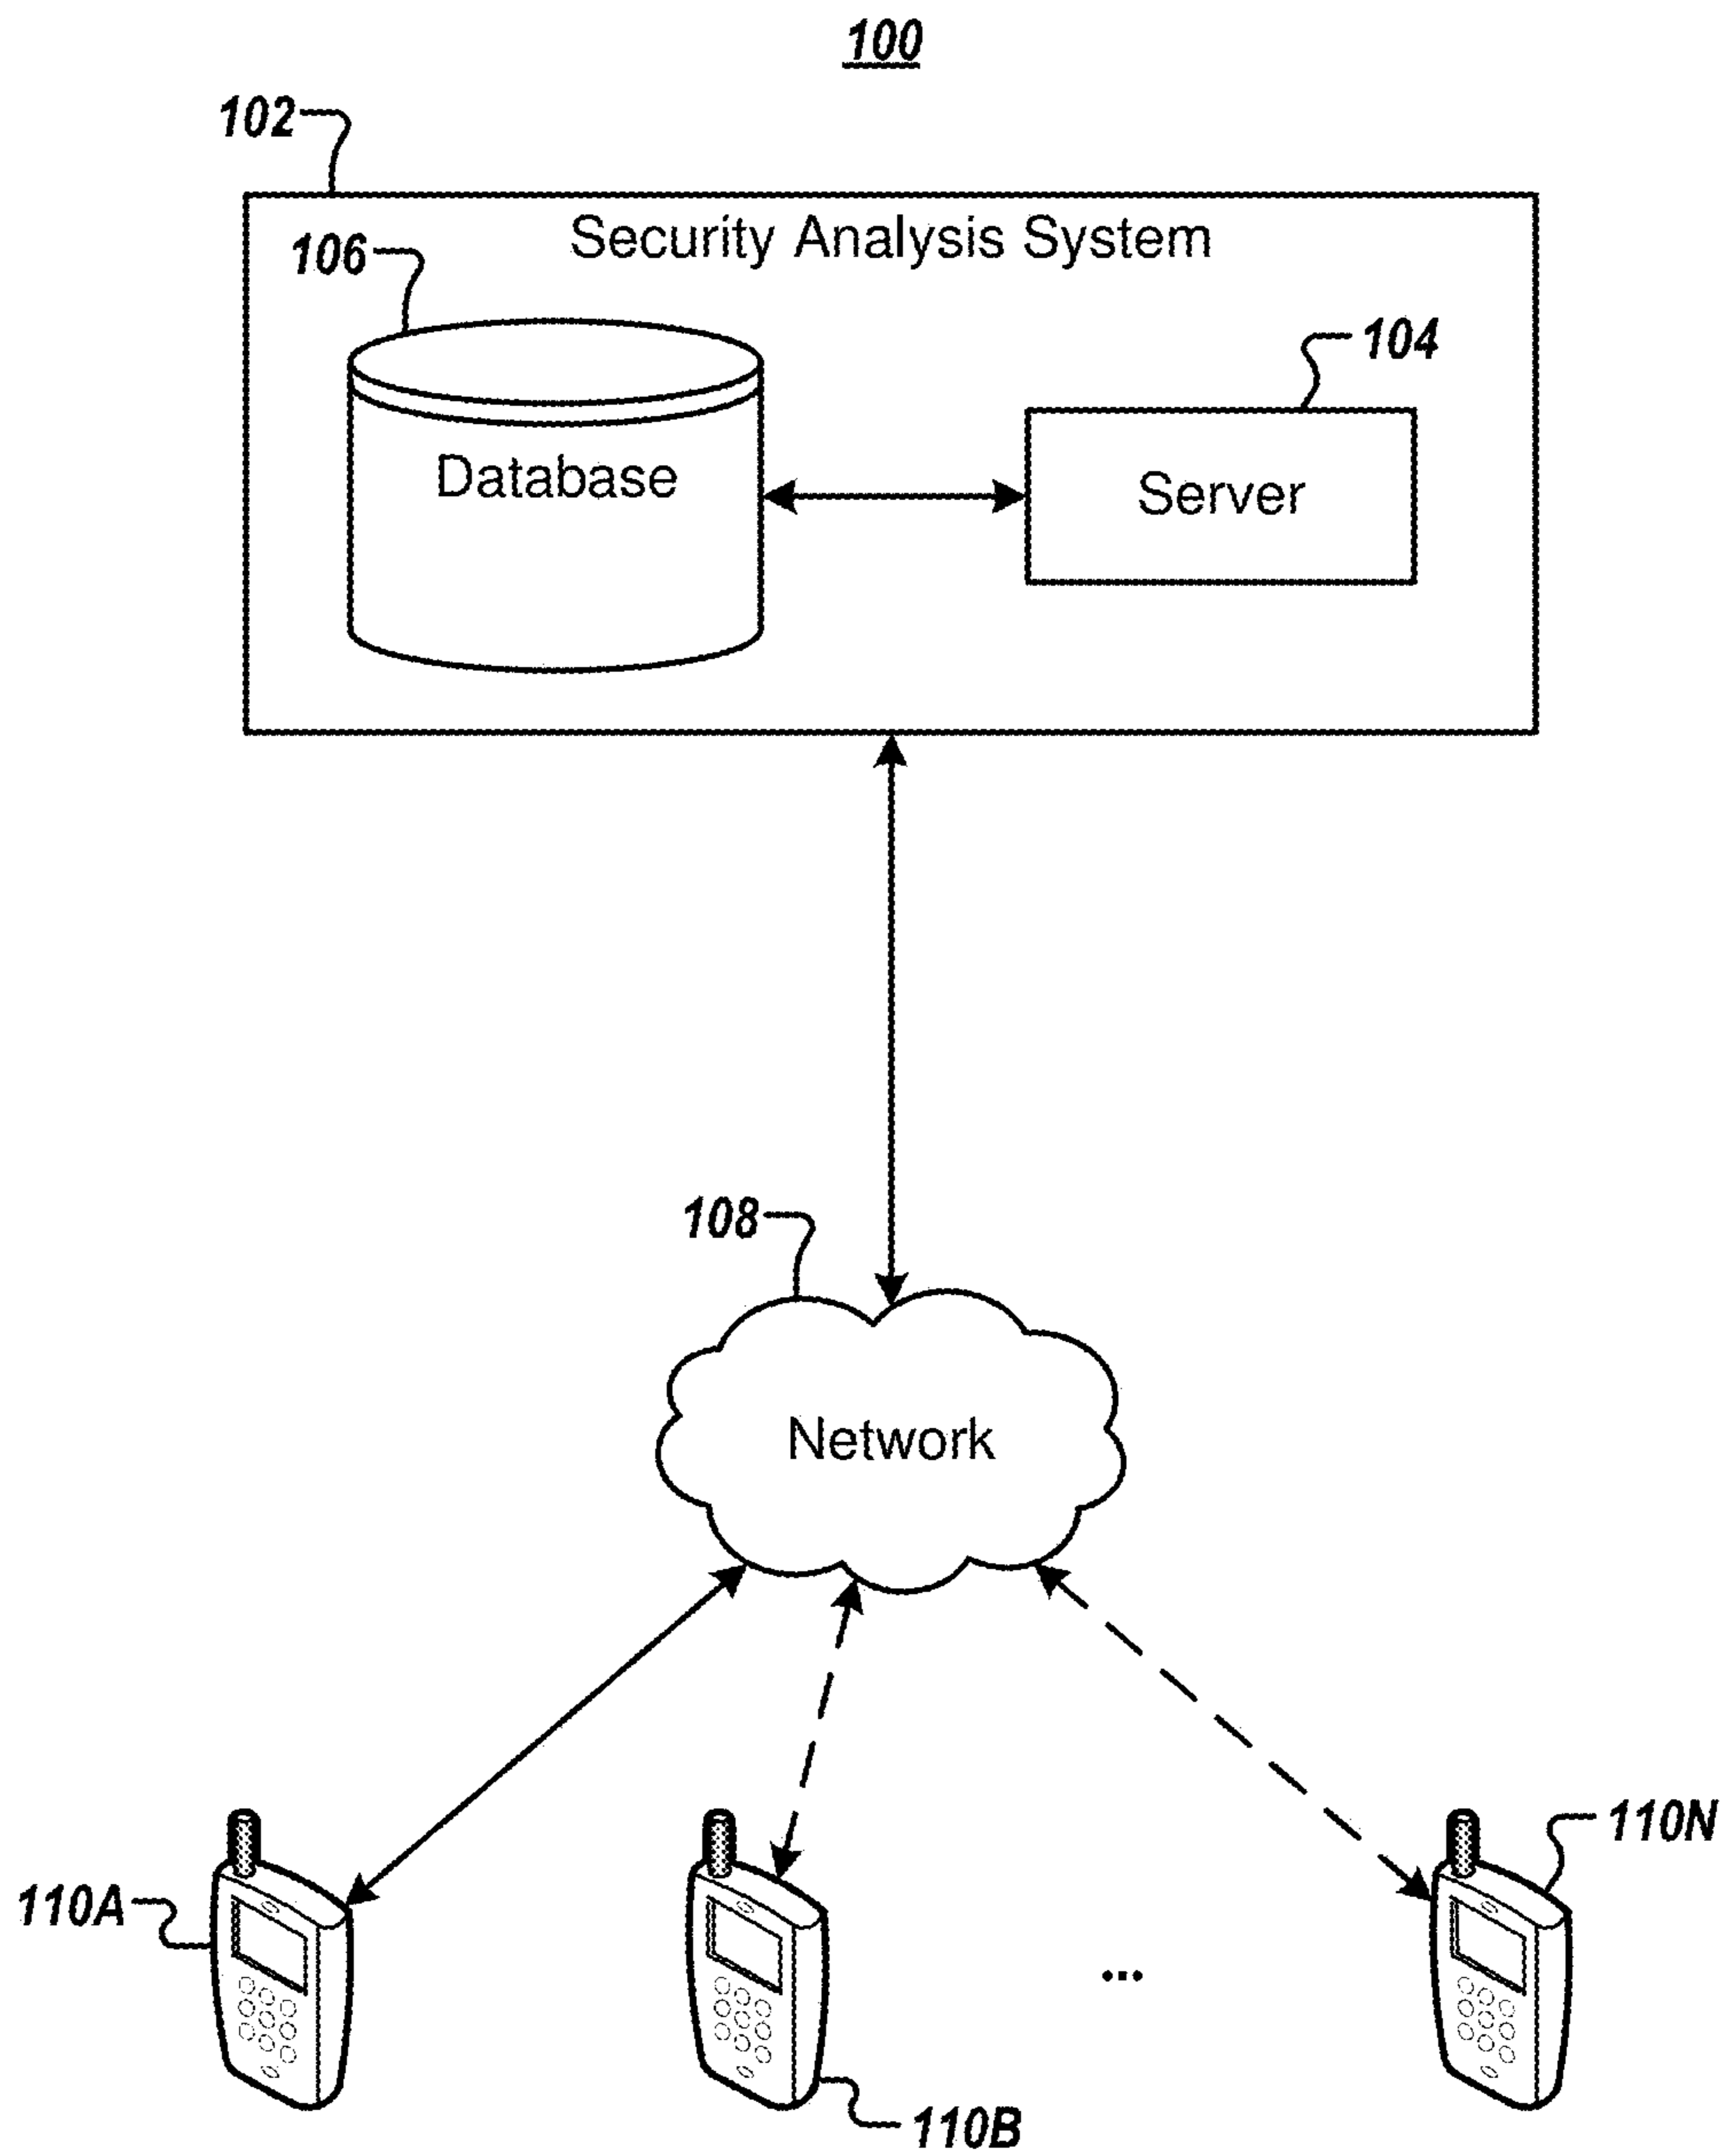 100
102
Security Analysis System
106
104
Database
Server
108
Network
110N
110A
...
110B